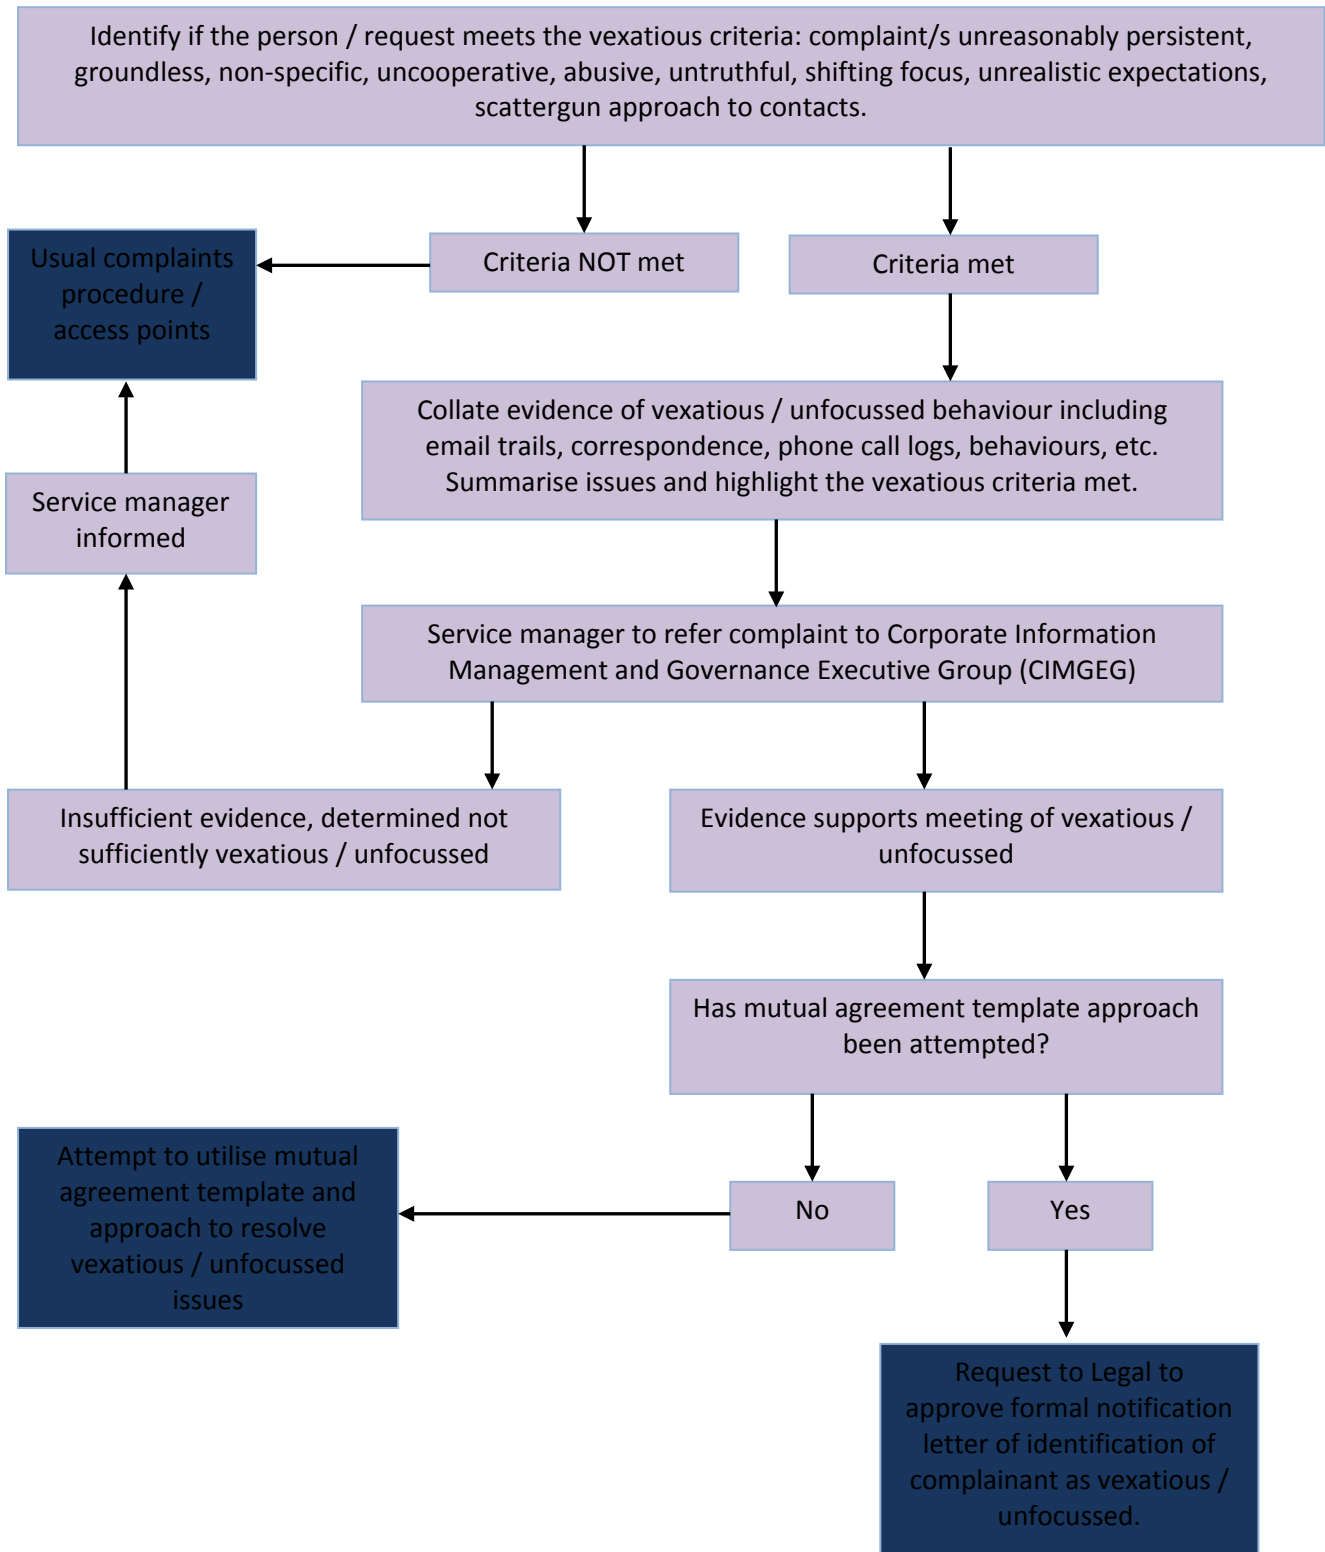 Identify if the person / request meets the vexatious criteria: complaint/s unreasonably persistent,
groundless, non-specific, uncooperative, abusive, untruthful, shifting focus, unrealistic expectations,
scattergun approach to contacts.
Usual complaints
procedure /
access points
Criteria NOT met
Criteria met
Collate evidence of vexatious / unfocussed behaviour including
email trails, correspondence, phone call logs, behaviours, etc.
Summarise issues and highlight the vexatious criteria met.
Service manager
informed
Service manager to refer complaint to Corporate Information
Management and Governance Executive Group (CIMGEG)
Insufficient evidence, determined not
sufficiently vexatious / unfocussed
Evidence supports meeting of vexatious /
unfocussed
Has mutual agreement template approach
been attempted?
Attempt to utilise mutual
agreement template and
approach to resolve
vexatious / unfocussed
issues
No
Yes
Request to Legal to
approve formal notification
letter of identification of
complainant as vexatious /
unfocussed.